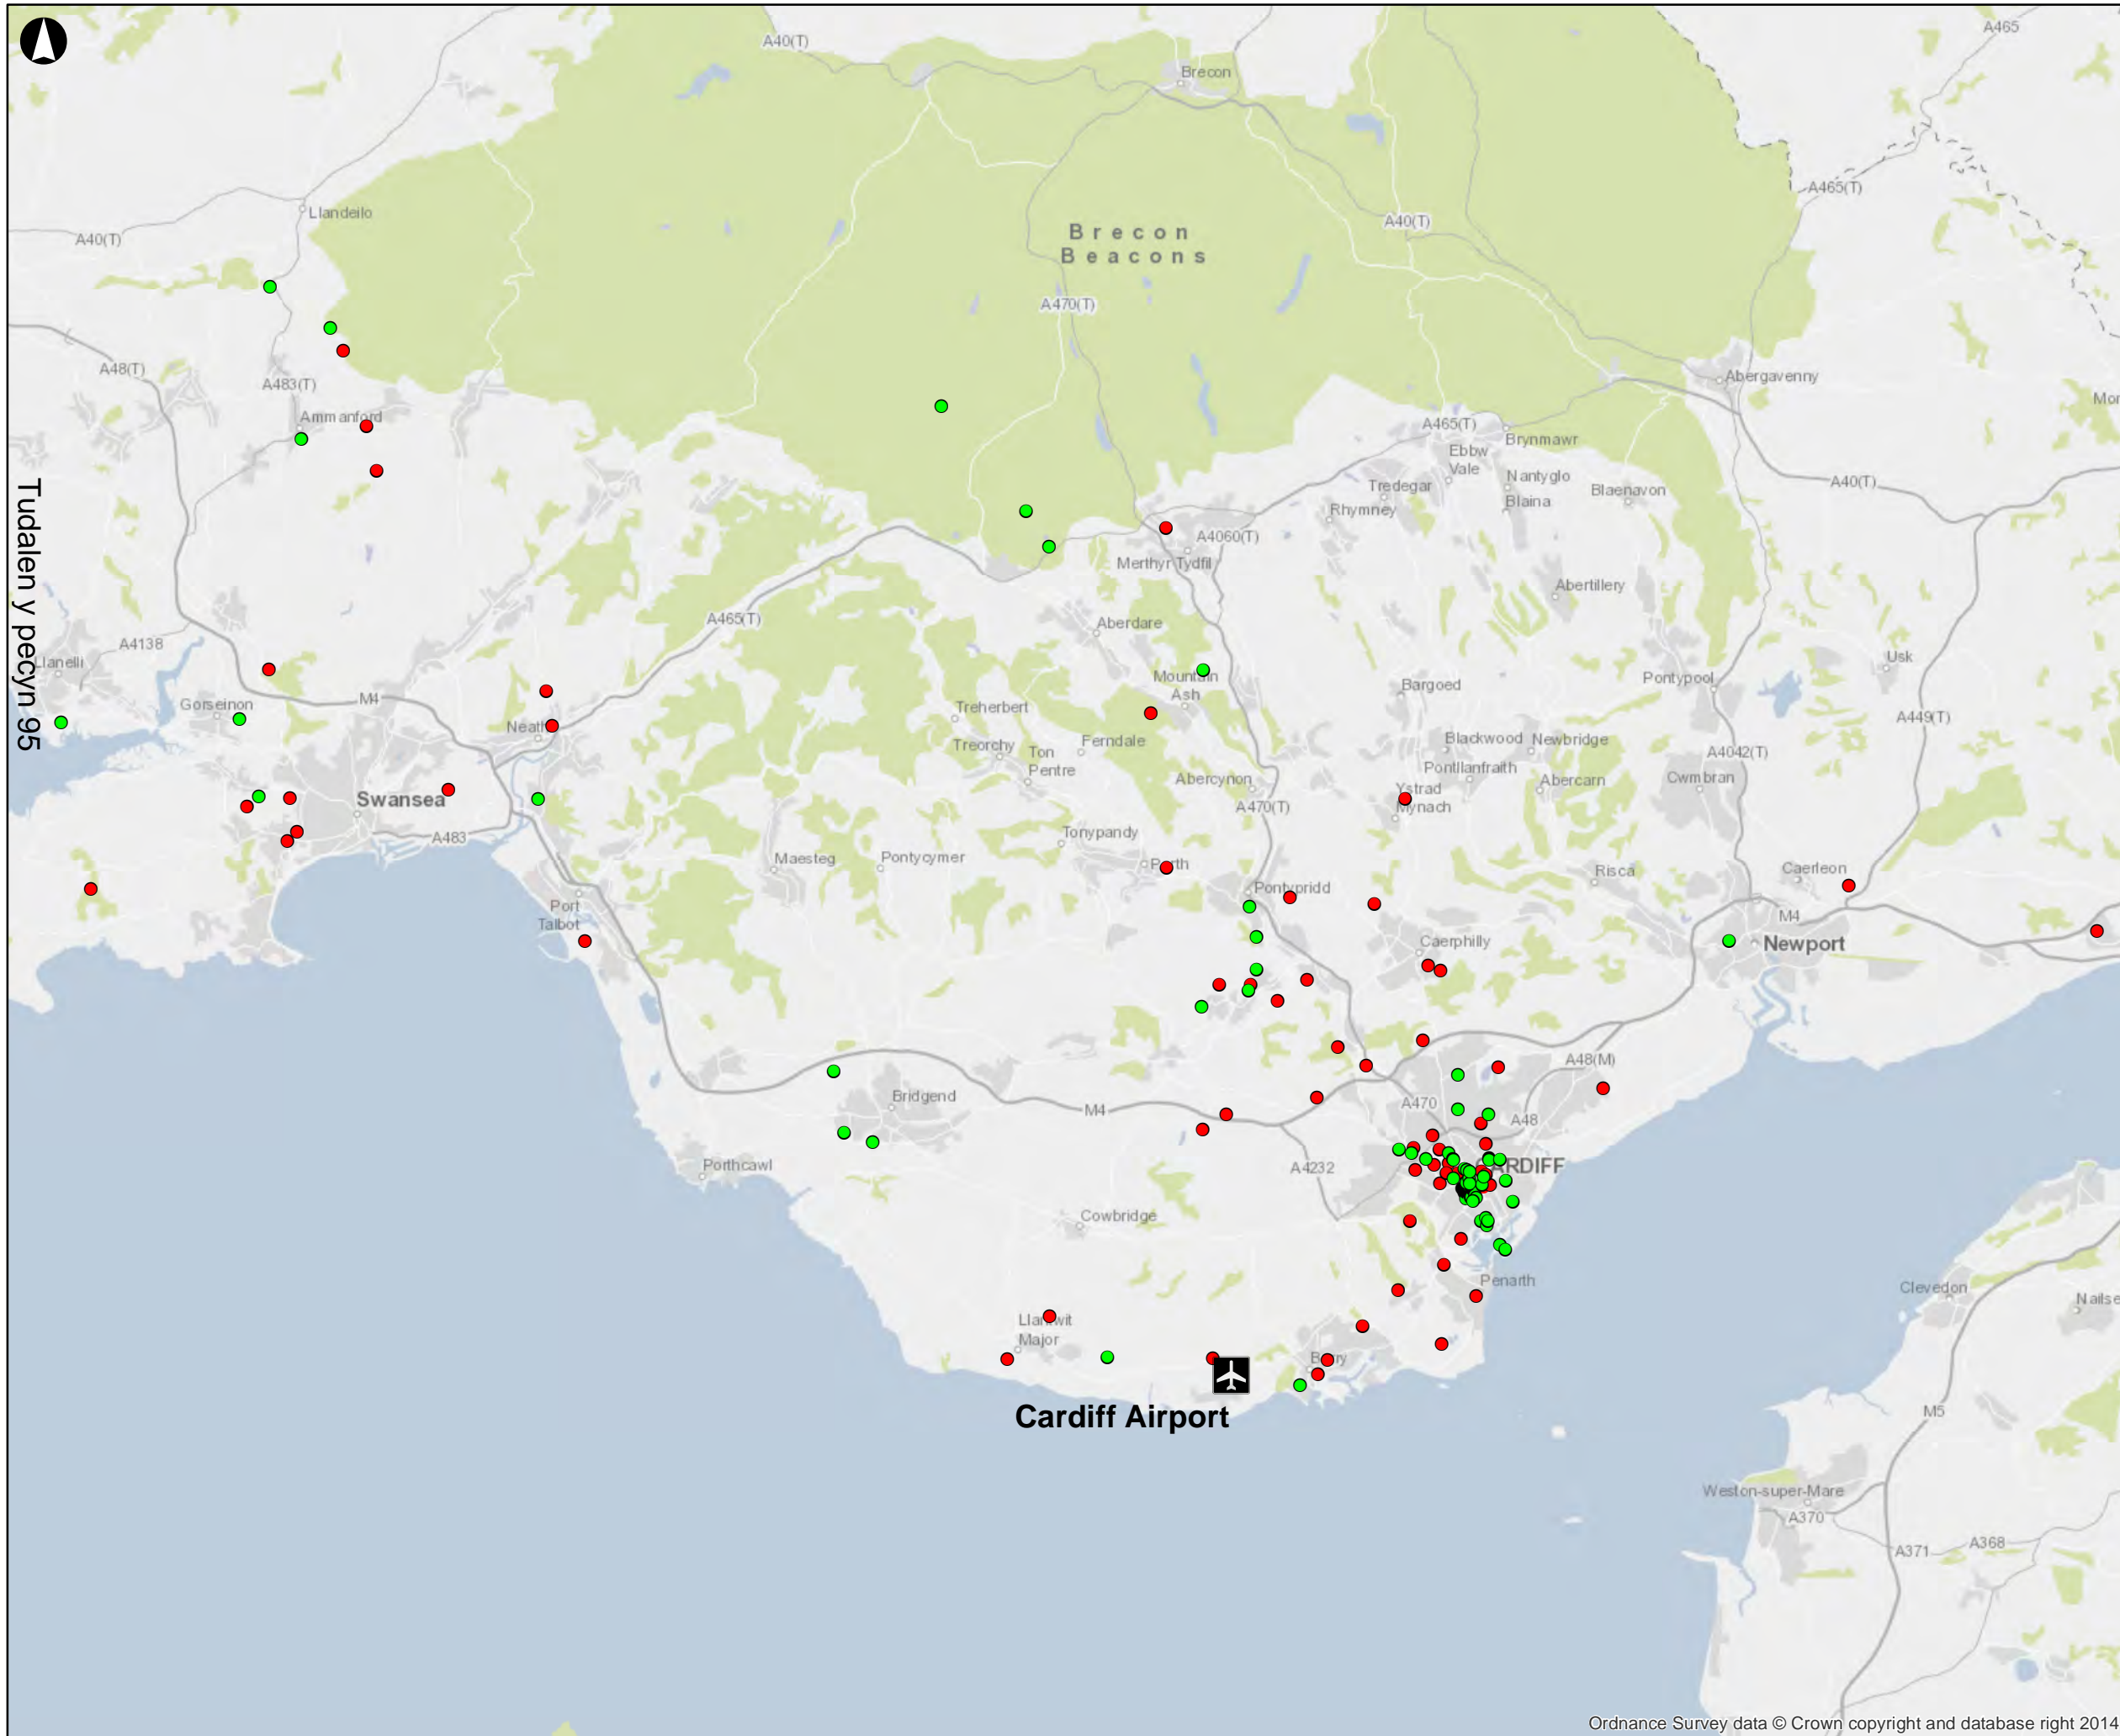 A40(T)
A465
Brecon
A465(T)
Llandeilo
A40(T)
A40(T)
Brecon
Beacons
A470(T)
A48(T)
A483(T)
Abergavenny
Ammanford
Mor
A465(T)
Brynmawr
Ebbw
Vale
Nantyglo
Tredegar
Blaina
Blaenavon
Rhymney
A40(T)
Tudalen y pecyn 95
A4060(T)
Merthyr Tydfil
Abertillery
A465(T)
Aberdare
A4138
Llanelli
Usk
Mountain
Ash
Bargoed
Pontypool
M4
Gorseinon
Treherbert
A449(T)
Neath
Treorchy
Ton
Pentre
Ferndale
Blackwood
Newbridge
A4042(T)
Pontllanfraith
Abercynon
Abercarn
Cwmbran
Swansea
Ystrad
Mynach
A470(T)
A483
Tonypandy
Maesteg
Pontycymer
Porth
Risca
Caerleon
Pontypridd
Port
Talbot
M4
Caerphilly
Newport
A48(M)
Bridgend
M4
A470
A48
Porthcawl
A4232
CARDIFF
Cowbridge
Penarth
Clevedon
Nailse
Llantwit
Major
Barry
Cardiff Airport
M5
Weston-super-Mare
A370
A371
A368
Ordnance Survey data © Crown copyright and database right 2014